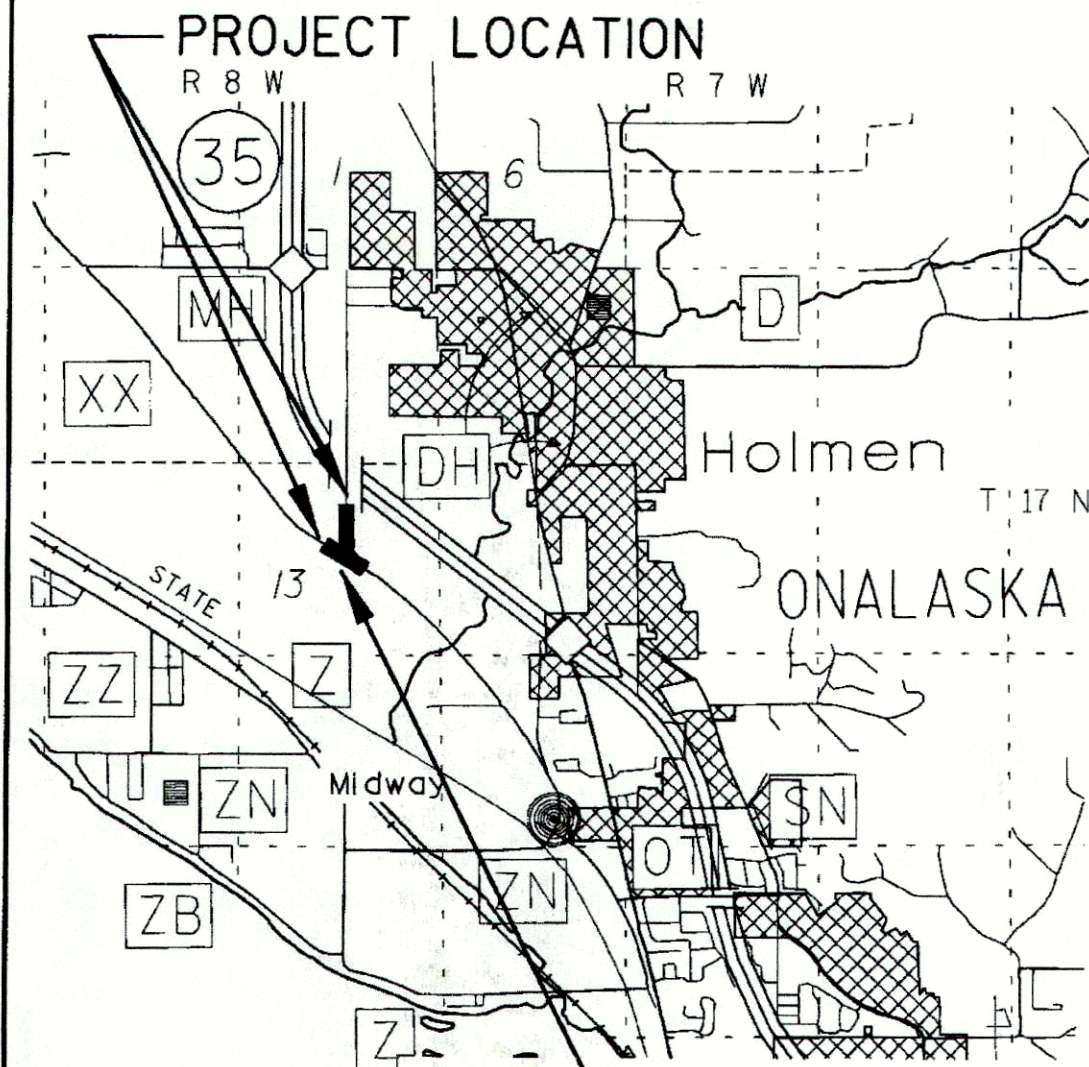 PROJECT LOCATION
R 8 W
R 7 W
35
1
6
MH
D
XX
DH
Holmen
T 17 N
STATE
13
ONALASKA
ZZ
Z
ZN
Midway
SN
OT
ZN
ZB
Z